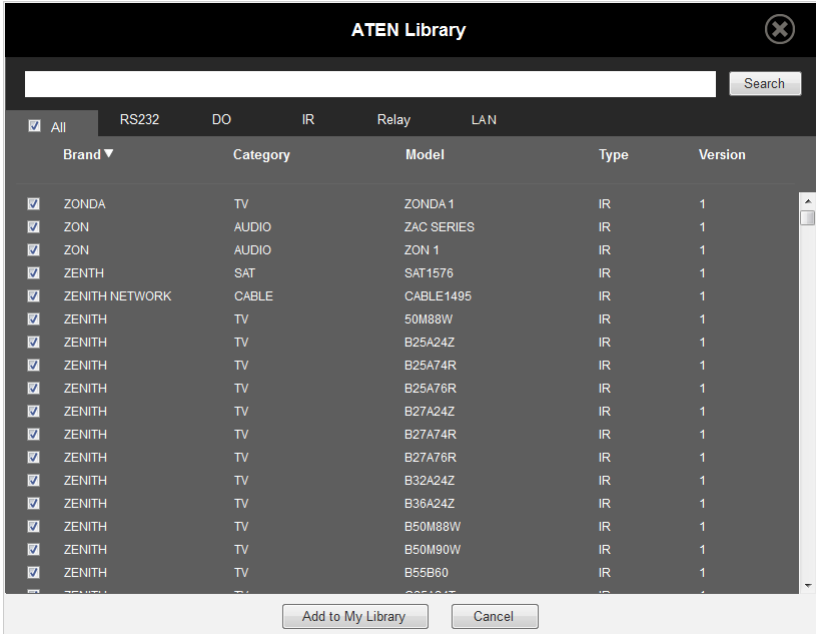 ATEN Library
Search
All RS232 DO IR Relay LAN
Brand▼ Category Model Type Version
ZONDA TV ZONDA 1 IR 1
ZON AUDIO ZAC SERIES IR 1
ZON AUDIO ZON 1 IR 1
ZENTH SAT SAT1576 IR 1
ZENITH NETWORK CABLE CABLE1495 IR 1
ZENITH TV 50M88W IR 1
ZENITH TV B25A24Z IR 1
ZENITH TV B25A74R IR 1
ZENITH TV B25A76R IR 1
ZENITH TV B27A24Z IR 1
ZENITH TV B27A74R IR 1
ZENITH TV B27A76R IR 1
ZENITH TV B32A24Z IR 1
ZENITH TV B36A24Z IR 1
ZENITH TV B50M88W IR 1
ZENITH TV B50M90W IR 1
ZENITH TV B55B60 IR 1
Add to My Library Cancel